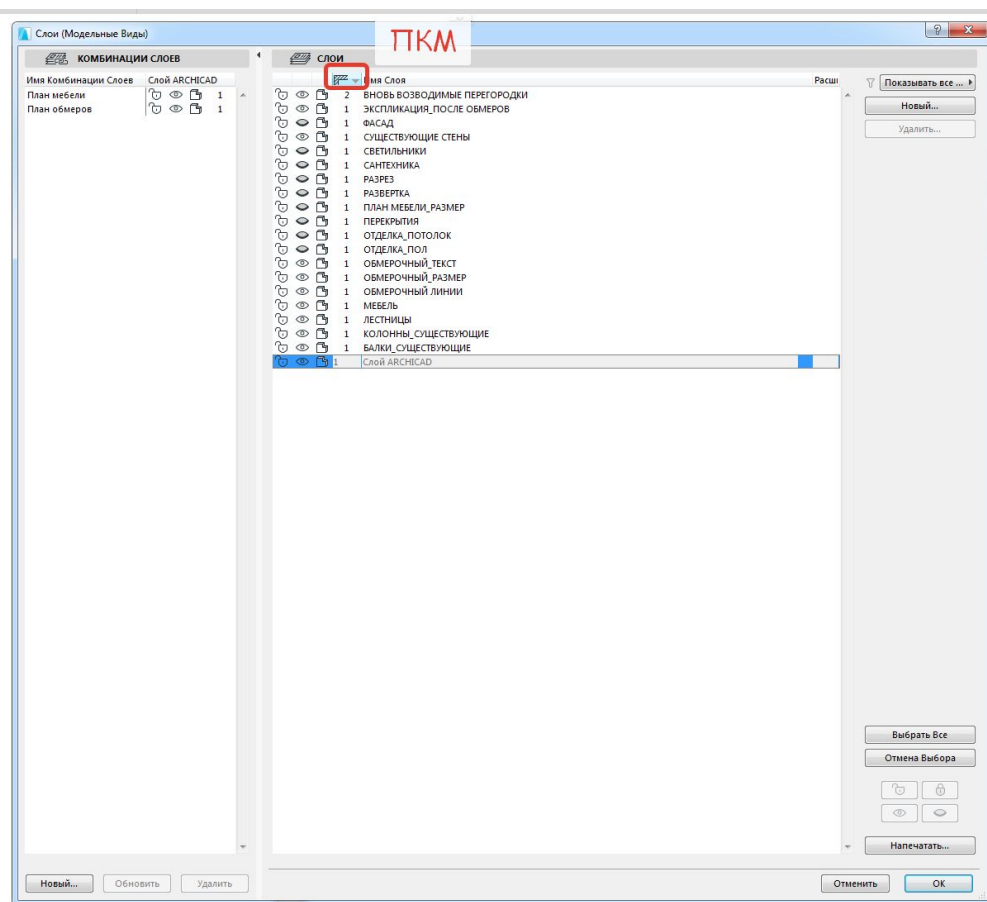 Слои (Модельные Виды)
ПКМ
КОМБИНАЦИИ СЛОЕВ
СЛОИ
Имя Комбинации Слоев Слой ARCHICAD
План мебели 1
План обмеров 1
Имя Слоя Расши
2 ВНОВЬ ВОЗВОДИМЫЕ ПЕРЕГОРОДКИ
1 ЭКСПЛИКАЦИЯ_ПОСЛЕ ОБМЕРОВ
1 ФАСАД
1 СУЩЕСТВУЮЩИЕ СТЕНЫ
1 СВЕТИЛЬНИКИ
1 САНТЕХНИКА
1 РАЗРЕЗ
1 РАЗВЕРТКА
1 ПЛАН МЕБЕЛИ_РАЗМЕР
1 ПЕРЕКРЫТИЯ
1 ОТДЕЛКА_ПОТОЛОК
1 ОТДЕЛКА_ПОЛ
1 ОБМЕРОЧНЫЙ_ТЕКСТ
1 ОБМЕРОЧНЫЙ_РАЗМЕР
1 ОБМЕРОЧНЫЙ ЛИНИИ
1 МЕБЕЛЬ
1 ЛЕСТНИЦЫ
1 КОЛОННЫ_СУЩЕСТВУЮЩИЕ
1 БАЛКИ_СУЩЕСТВУЮЩИЕ
1 Слой ARCHICAD
Показывать все ...
Новый...
Удалить...
Выбрать Все
Отмена Выбора
Напечатать...
Новый... Обновить Удалить
Отменить OK